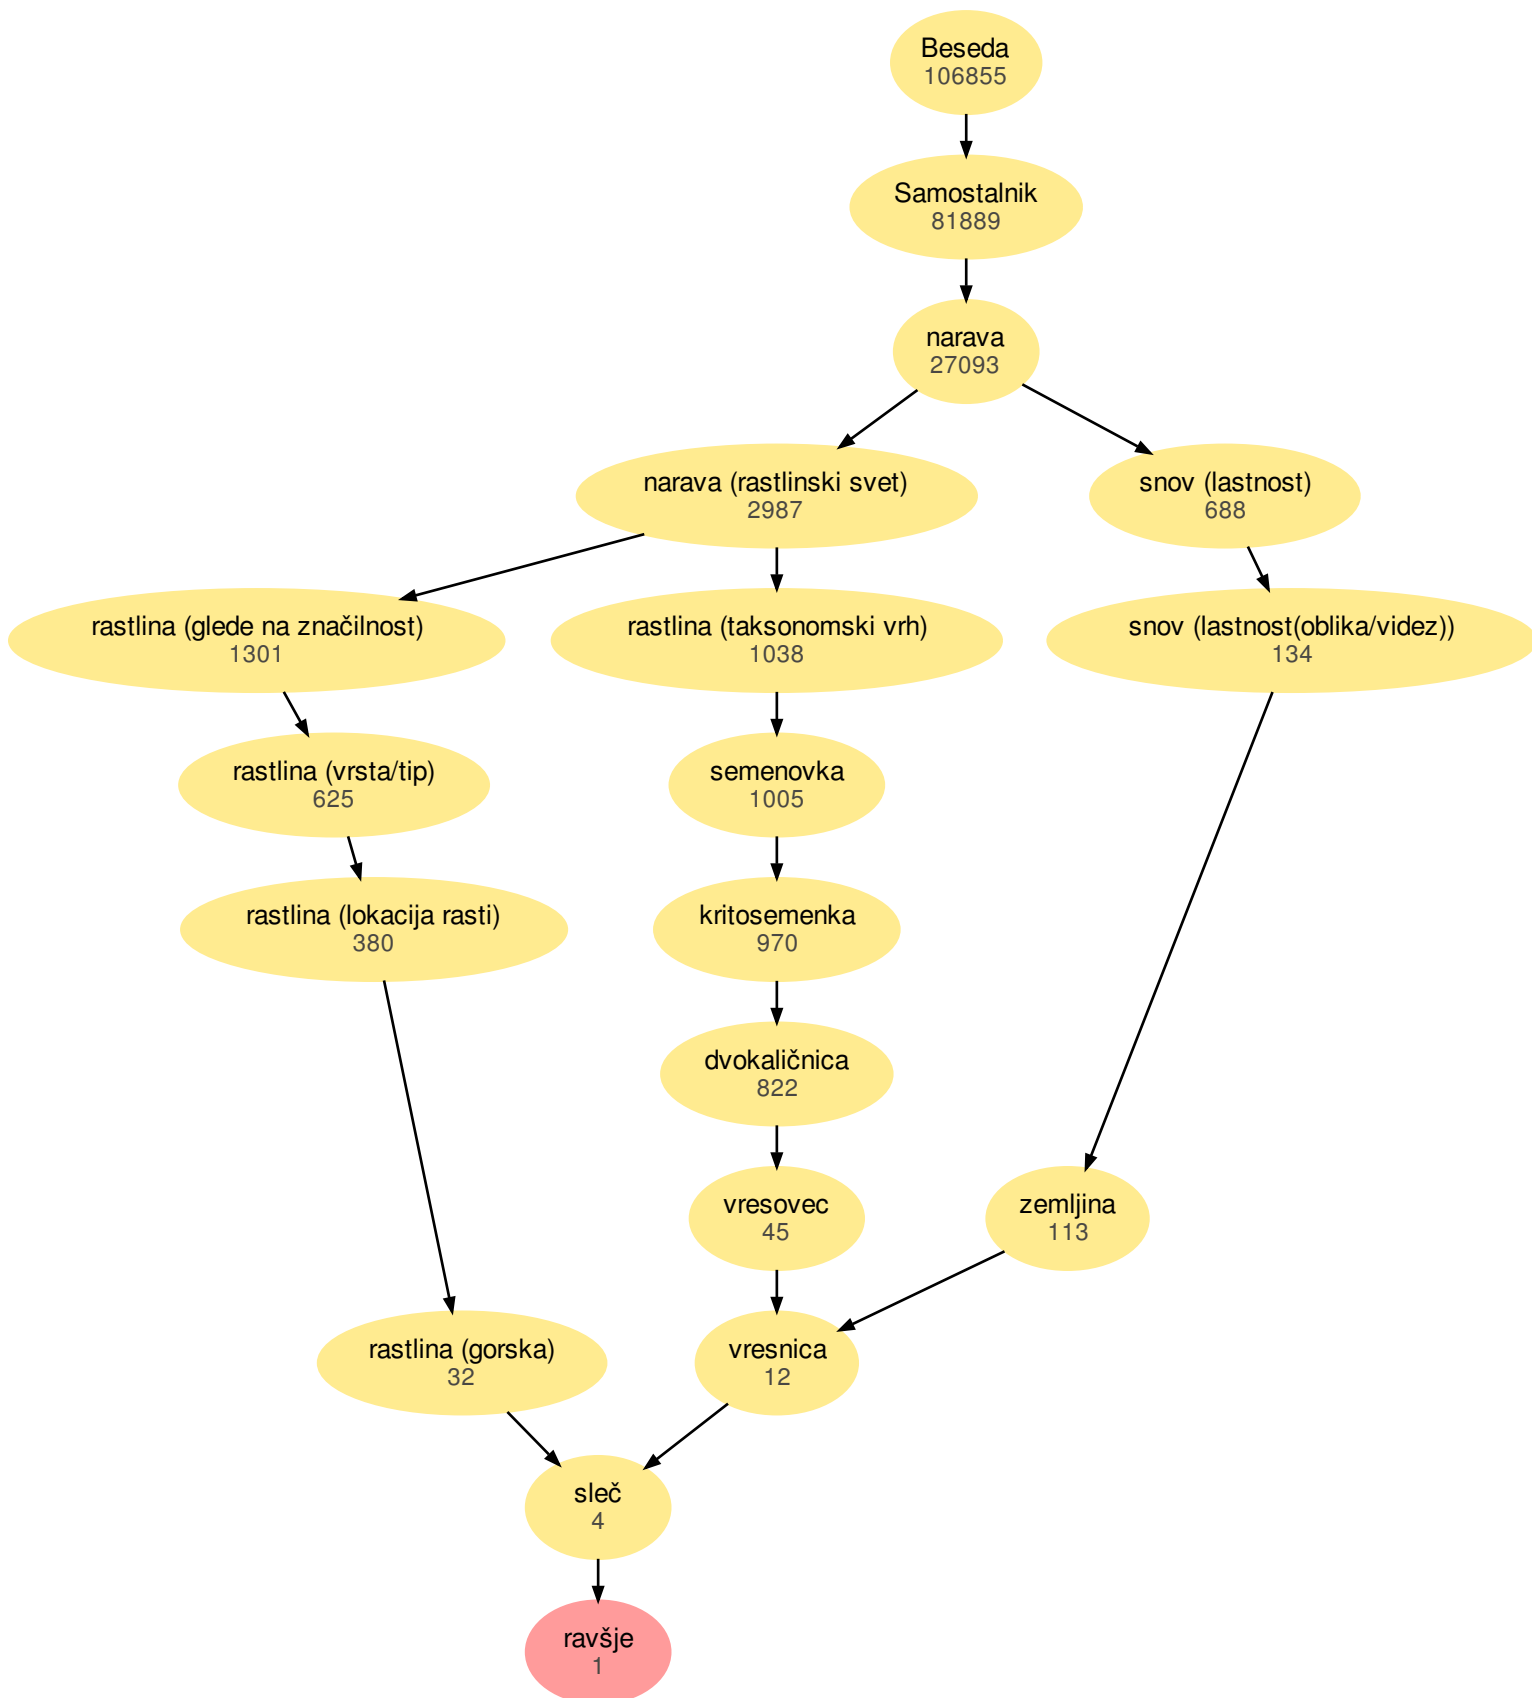 Beseda
106855
Samostalnik
81889
narava
27093
narava (rastlinski svet)
2987
snov (lastnost)
688
rastlina (glede na značilnost)
1301
rastlina (taksonomski vrh)
1038
snov (lastnost(oblika/videz))
134
rastlina (vrsta/tip)
625
semenovka
1005
rastlina (lokacija rasti)
380
kritosemenka
970
dvokaličnica
822
vresovec
45
zemljina
113
rastlina (gorska)
32
vresnica
12
sleč
4
ravšje
1